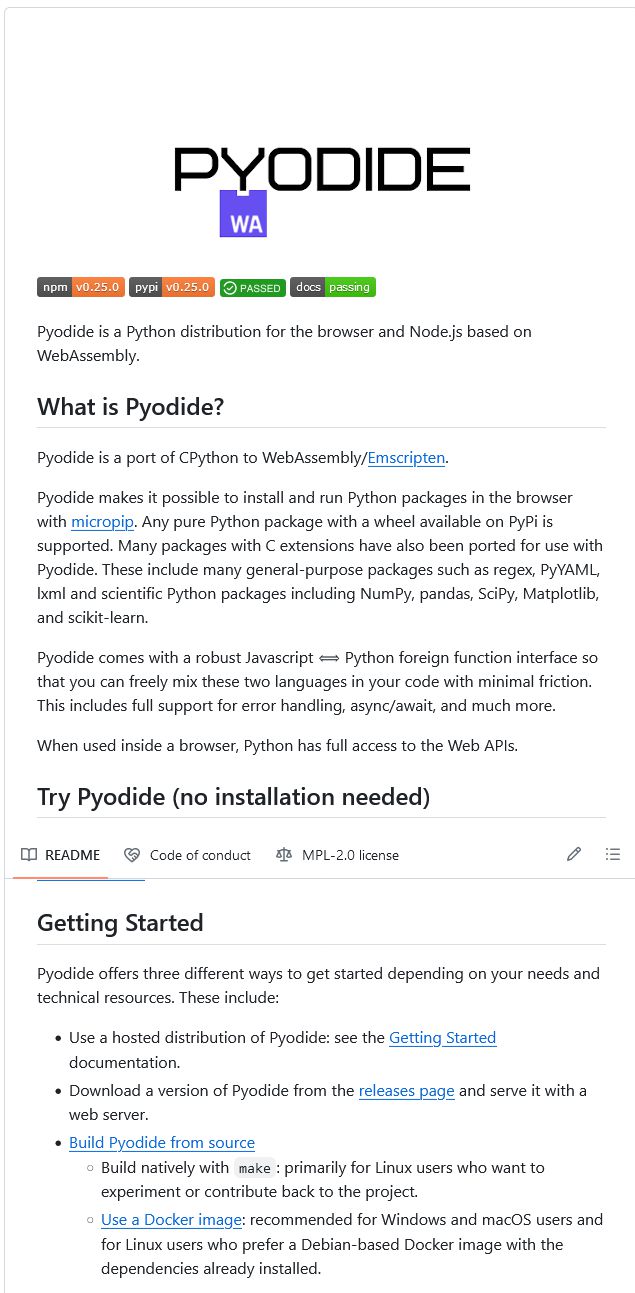 PYODIDE
WA
npm v0.25.0 pypi v0.25.0 PASSED docs passing
Pyodide is a Python distribution for the browser and Node.js based on
WebAssembly.
What is Pyodide?
Pyodide is a port of CPython to WebAssembly/Emscripten.
Pyodide makes it possible to install and run Python packages in the browser
with micropip. Any pure Python package with a wheel available on PyPi is
supported. Many packages with C extensions have also been ported for use with
Pyodide. These include many general-purpose packages such as regex, PyYAML,
lxml and scientific Python packages including NumPy, pandas, SciPy, Matplotlib,
and scikit-learn.
Pyodide comes with a robust Javascript ⟺ Python foreign function interface so
that you can freely mix these two languages in your code with minimal friction.
This includes full support for error handling, async/await, and much more.
When used inside a browser, Python has full access to the Web APIs.
Try Pyodide (no installation needed)
README Code of conduct MPL-2.0 license
Getting Started
Pyodide offers three different ways to get started depending on your needs and
technical resources. These include:
• Use a hosted distribution of Pyodide: see the Getting Started
documentation.
• Download a version of Pyodide from the releases page and serve it with a
web server.
• Build Pyodide from source
○ Build natively with make: primarily for Linux users who want to
experiment or contribute back to the project.
○ Use a Docker image: recommended for Windows and macOS users and
for Linux users who prefer a Debian-based Docker image with the
dependencies already installed.